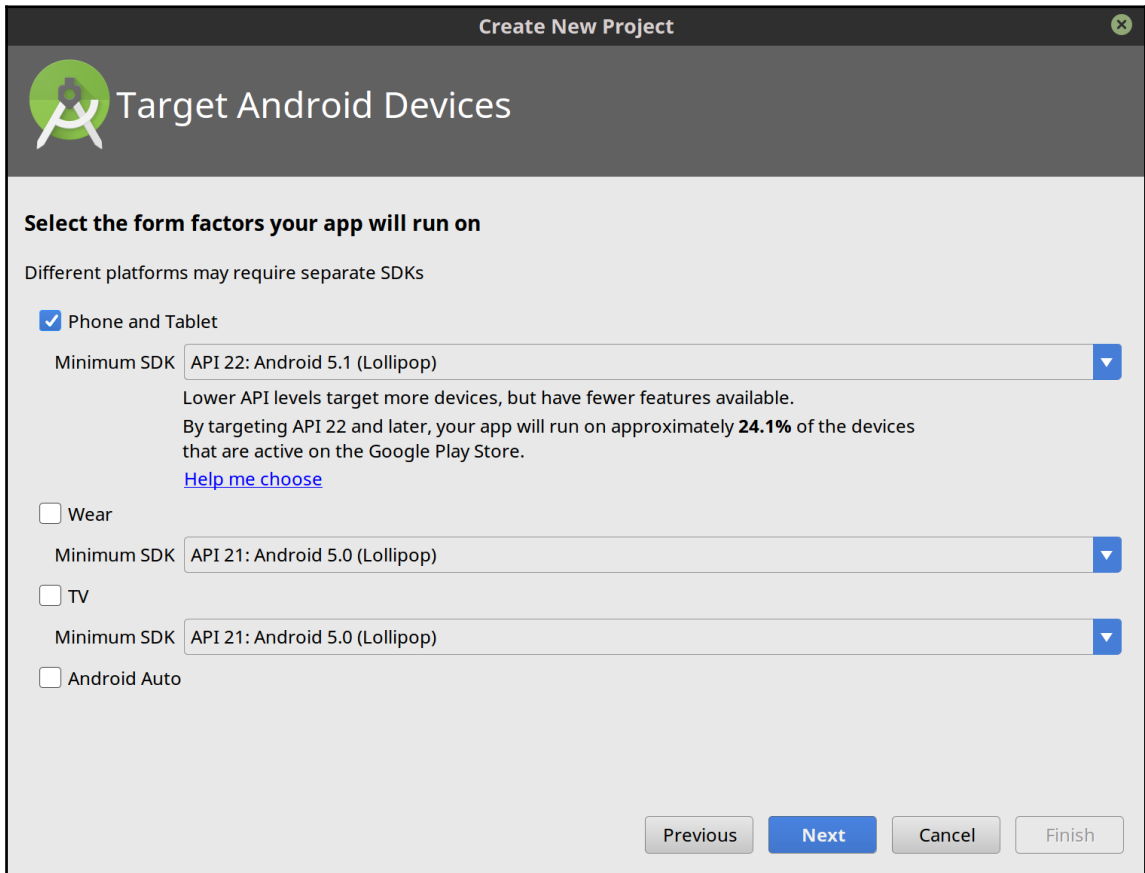 Create New Project
Target Android Devices
Select the form factors your app will run on
Different platforms may require separate SDKs
Phone and Tablet
Minimum SDK API 22: Android 5.1 (Lollipop)
Lower API levels target more devices, but have fewer features available.
By targeting API 22 and later, your app will run on approximately 24.1% of the devices
that are active on the Google Play Store.
Help me choose
Wear
Minimum SDK API 21: Android 5.0 (Lollipop)
TV
Minimum SDK API 21: Android 5.0 (Lollipop)
Android Auto
Previous Next Cancel Finish